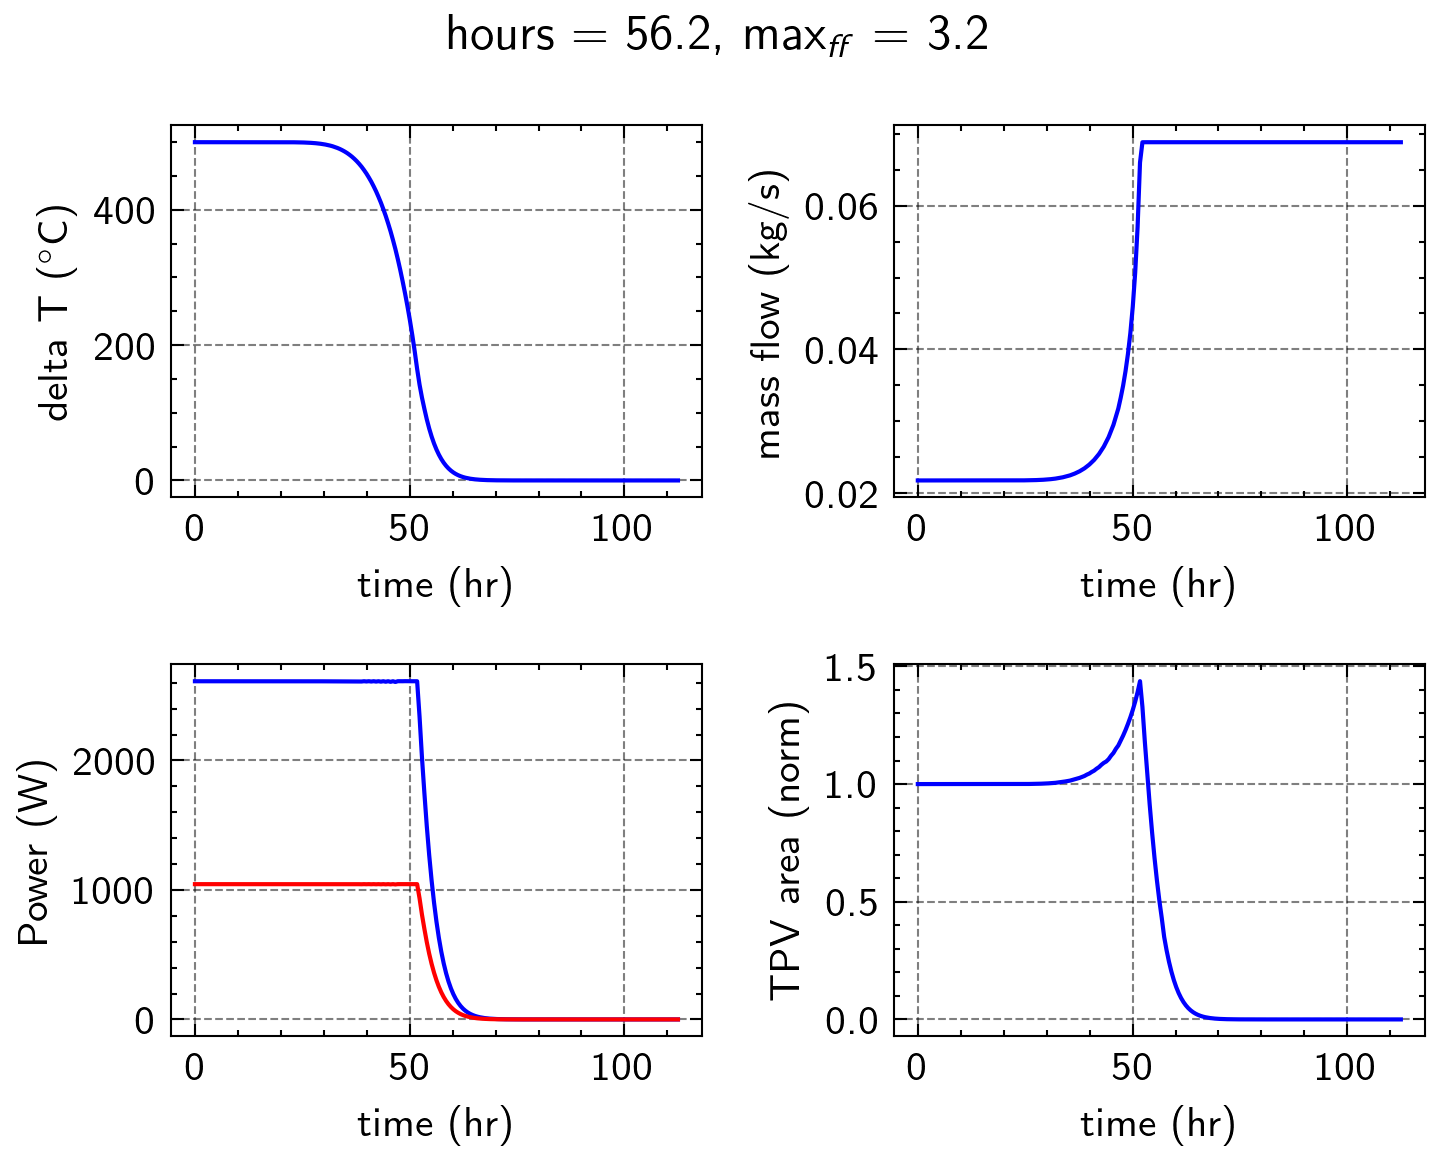 hours = 56.2, max_ff = 3.2
delta T (°C)
400
200
0
0 50 100
time (hr)
mass flow (kg/s)
0.06
0.04
0.02
0 50 100
time (hr)
Power (W)
2000
1000
0
0 50 100
time (hr)
TPV area (norm)
1.5
1.0
0.5
0.0
0 50 100
time (hr)